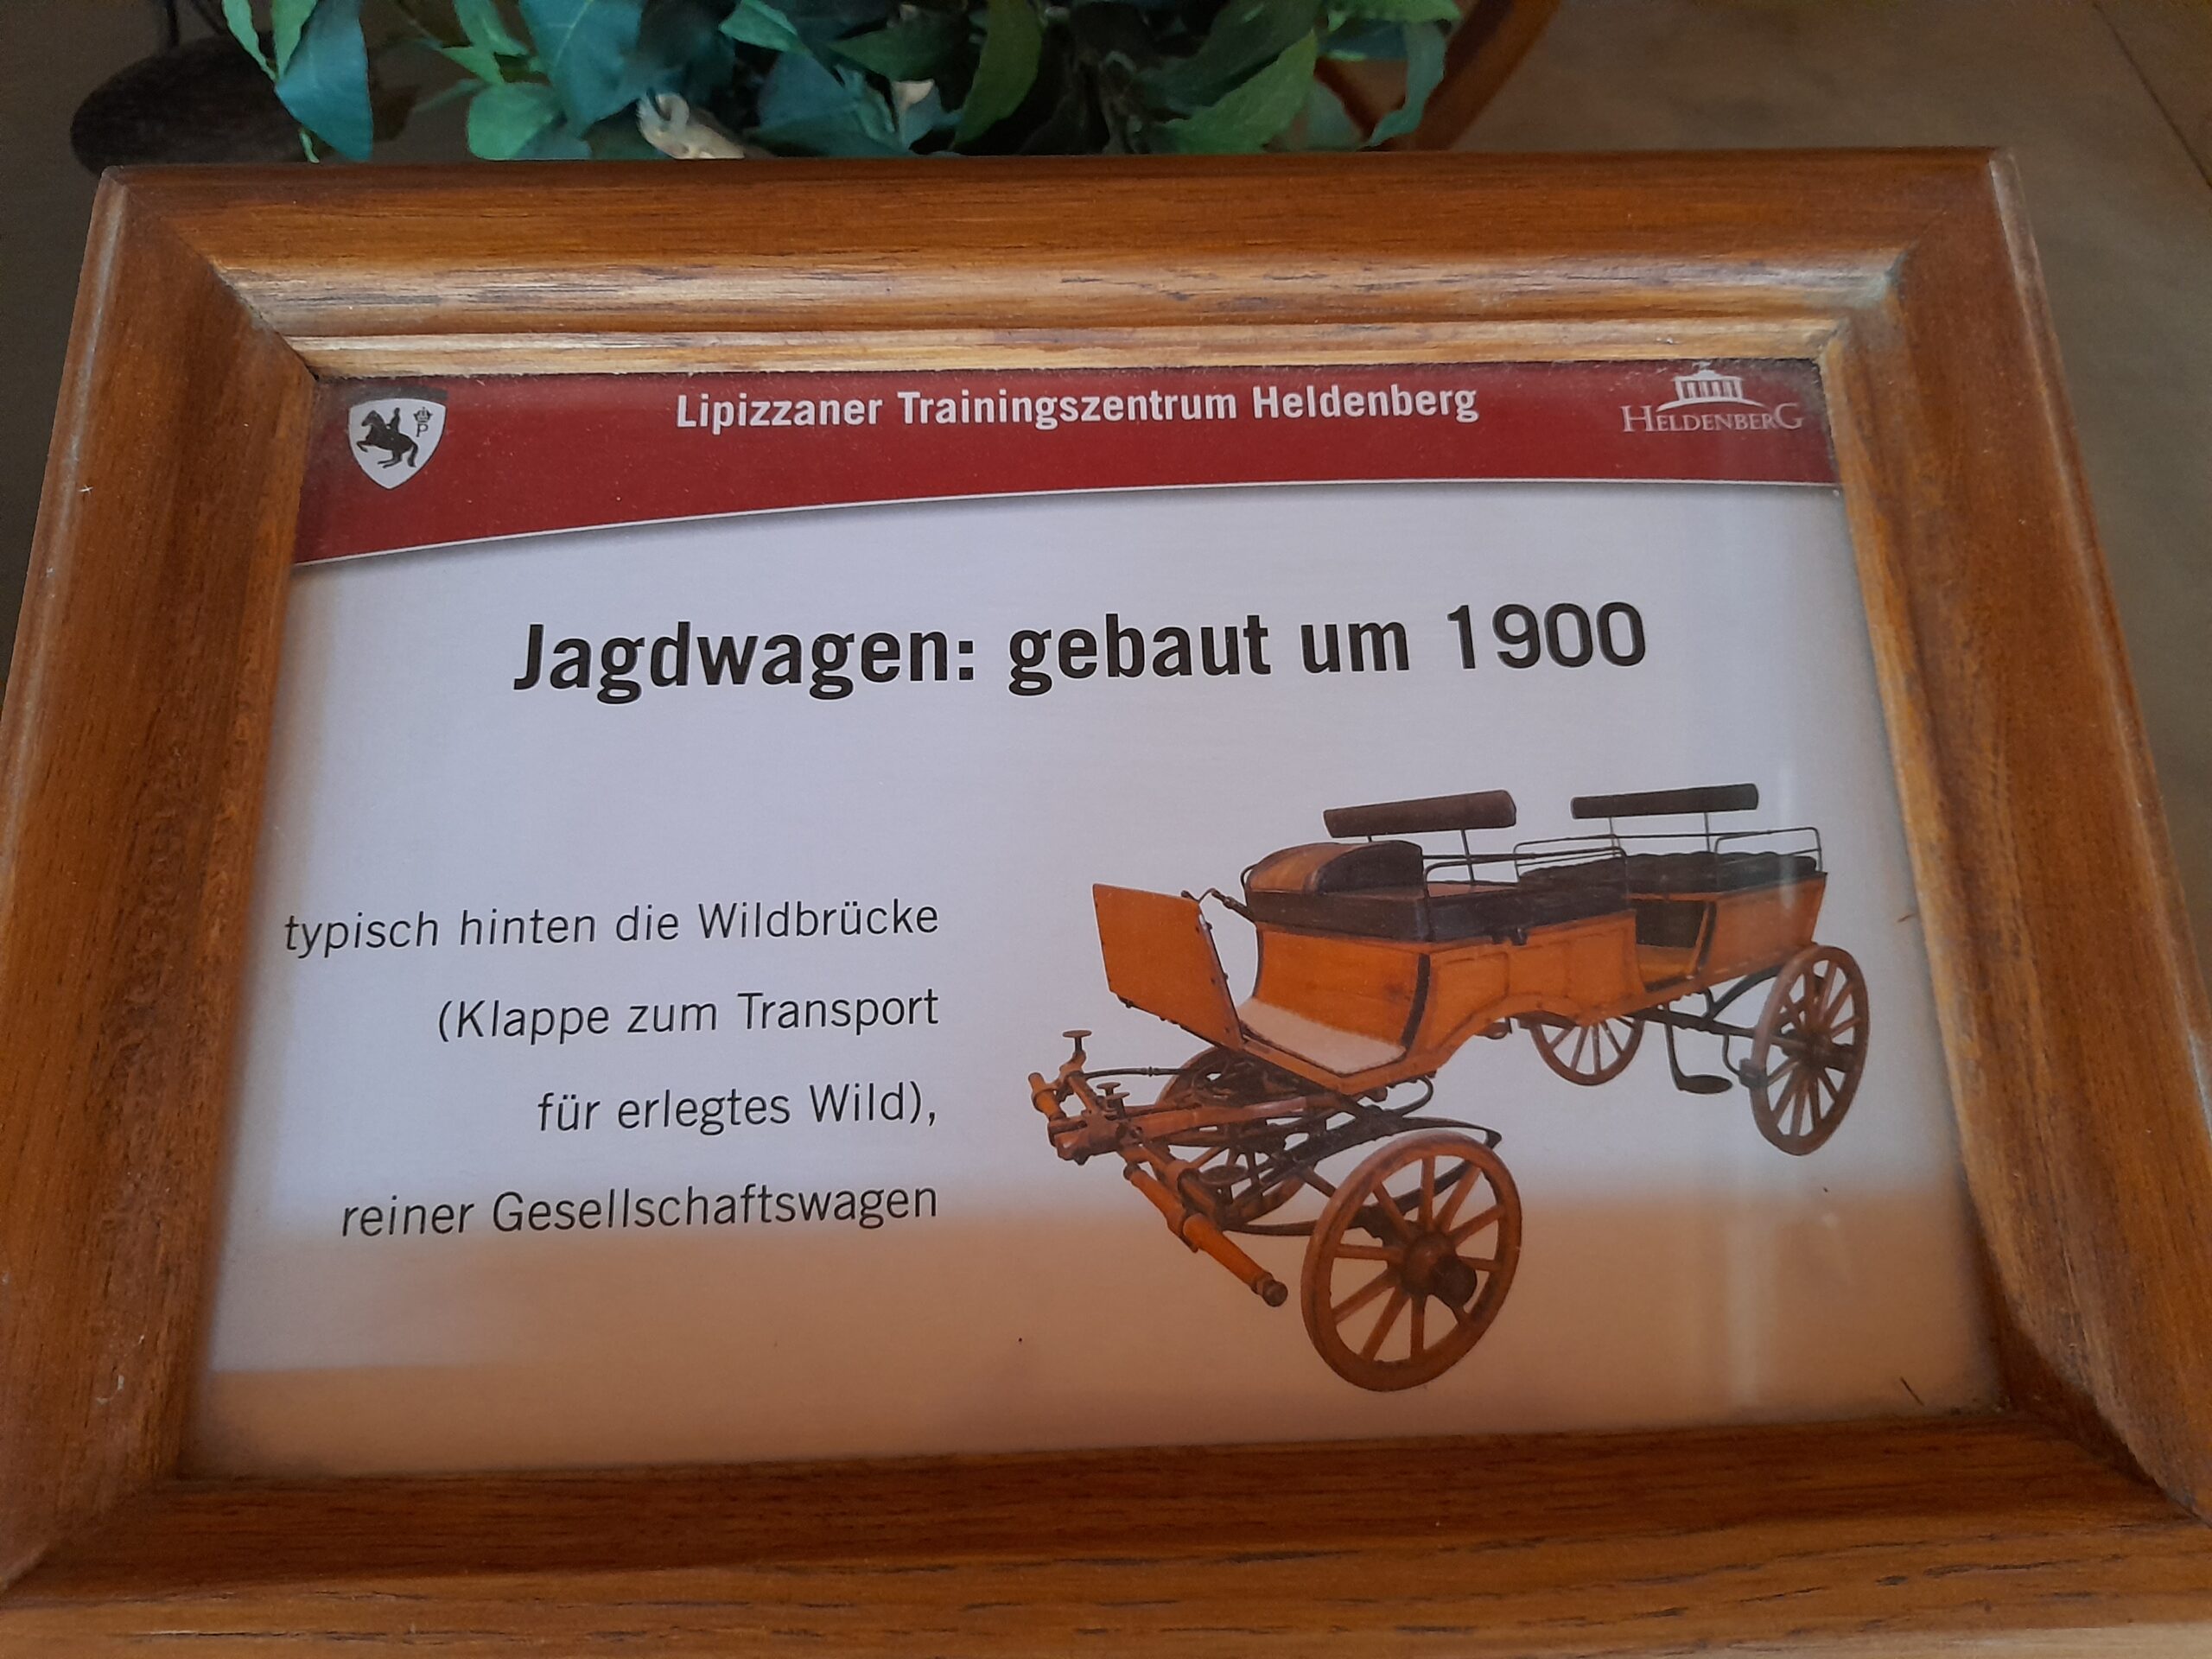 Lipizzaner Trainingszentrum Heldenberg
P
HELDENBERG
Jagdwagen: gebaut um 1900
typisch hinten die Wildbrücke
(Klappe zum Transport
für erlegtes Wild),
reiner Gesellschaftswagen